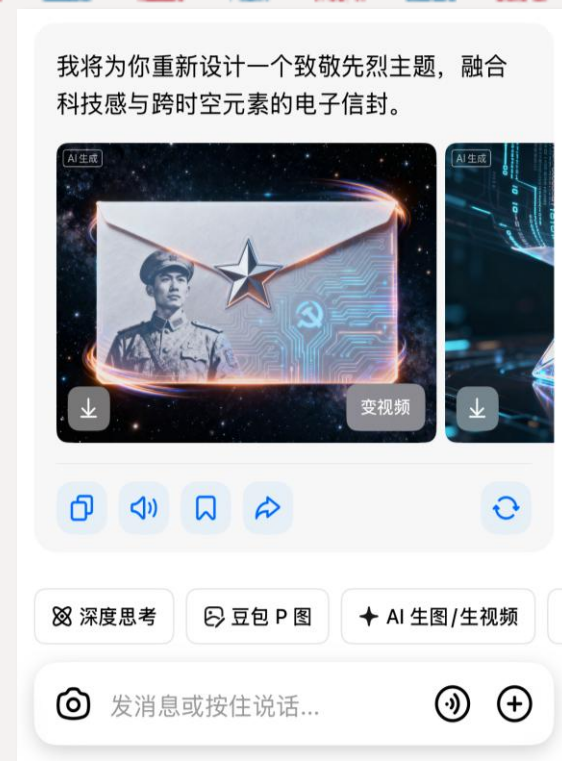 我将为你重新设计一个致敬先烈主题，融合
科技感与跨时空元素的电子信封。
AI生成
AI生成
变视频
深度思考
豆包 P 图
AI 生图/生视频
发消息或按住说话...